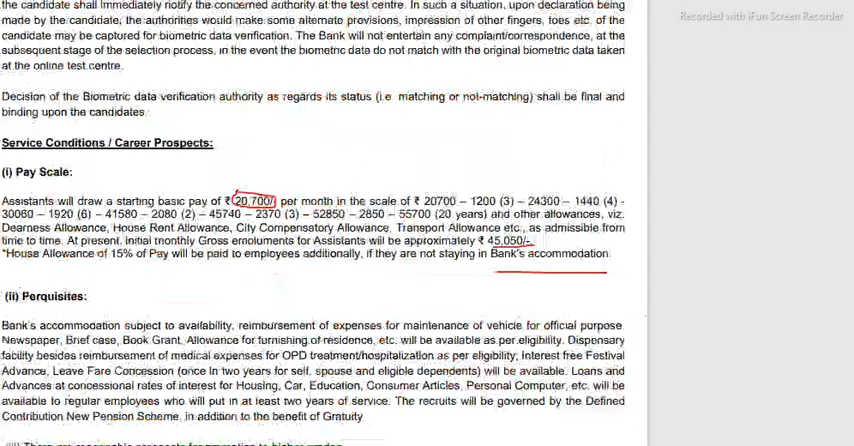 the candidate shall immediately notify the concerned authority at the test centre. In such a situation, upon declaration being
Recorded with iFun Screen Recorder
made by the candidate, the authorities would make some alternate provisions, impression of other fingers, toes etc. of the
candidate may be captured for biometric data verification. The Bank will not entertain any complaint/correspondence, at the
subsequent stage of the selection process, in the event the biometric data do not match with the original biometric data taken
at the online test centre.
Decision of the Biometric data verification authority as regards its status (i.e matching or not-matching) shall be final and
binding upon the candidates
Service Conditions / Career Prospects:
(i) Pay Scale:
Assistants will draw a starting basic pay of ₹ 20,700/- per month in the scale of ₹ 20700 – 1200 (3) – 24300 – 1440 (4) -
30060 – 1920 (6) – 41580 – 2080 (2) – 45740 – 2370 (3) – 52850 – 2850 – 55700 (20 years) and other allowances, viz.
Dearness Allowance, House Rent Allowance, City Compensatory Allowance, Transport Allowance etc., as admissible from
time to time. At present, initial monthly Gross emoluments for Assistants will be approximately ₹ 45,050/-
*House Allowance of 15% of Pay will be paid to employees additionally, if they are not staying in Bank's accommodation
(ii) Perquisites:
Bank's accommodation subject to availability, reimbursement of expenses for maintenance of vehicle for official purpose
Newspaper, Brief case, Book Grant, Allowance for furnishing of residence, etc. will be available as per eligibility. Dispensary
facility besides reimbursement of medical expenses for OPD treatment/hospitalization as per eligibility; Interest free Festival
Advance, Leave Fare Concession (once in two years for self, spouse and eligible dependents) will be available. Loans and
Advances at concessional rates of interest for Housing, Car, Education, Consumer Articles, Personal Computer, etc. will be
available to regular employees who will put in at least two years of service. The recruits will be governed by the Defined
Contribution New Pension Scheme, in addition to the benefit of Gratuity